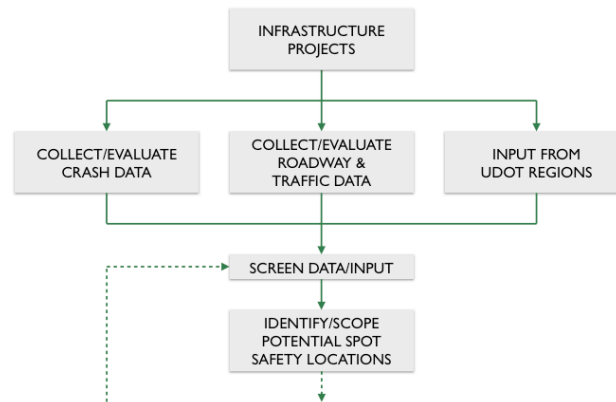 INFRASTRUCTURE
PROJECTS
COLLECT/EVALUATE
CRASH DATA
COLLECT/EVALUATE
ROADWAY &
TRAFFIC DATA
INPUT FROM
UDOT REGIONS
SCREEN DATA/INPUT
IDENTIFY/SCOPE
POTENTIAL SPOT
SAFETY LOCATIONS